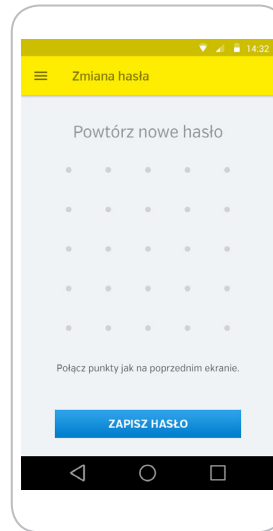 14:32
Zmiana hasła
Powtórz nowe hasło
Połącz punkty jak na poprzednim ekranie.
ZAPISZ HASŁO